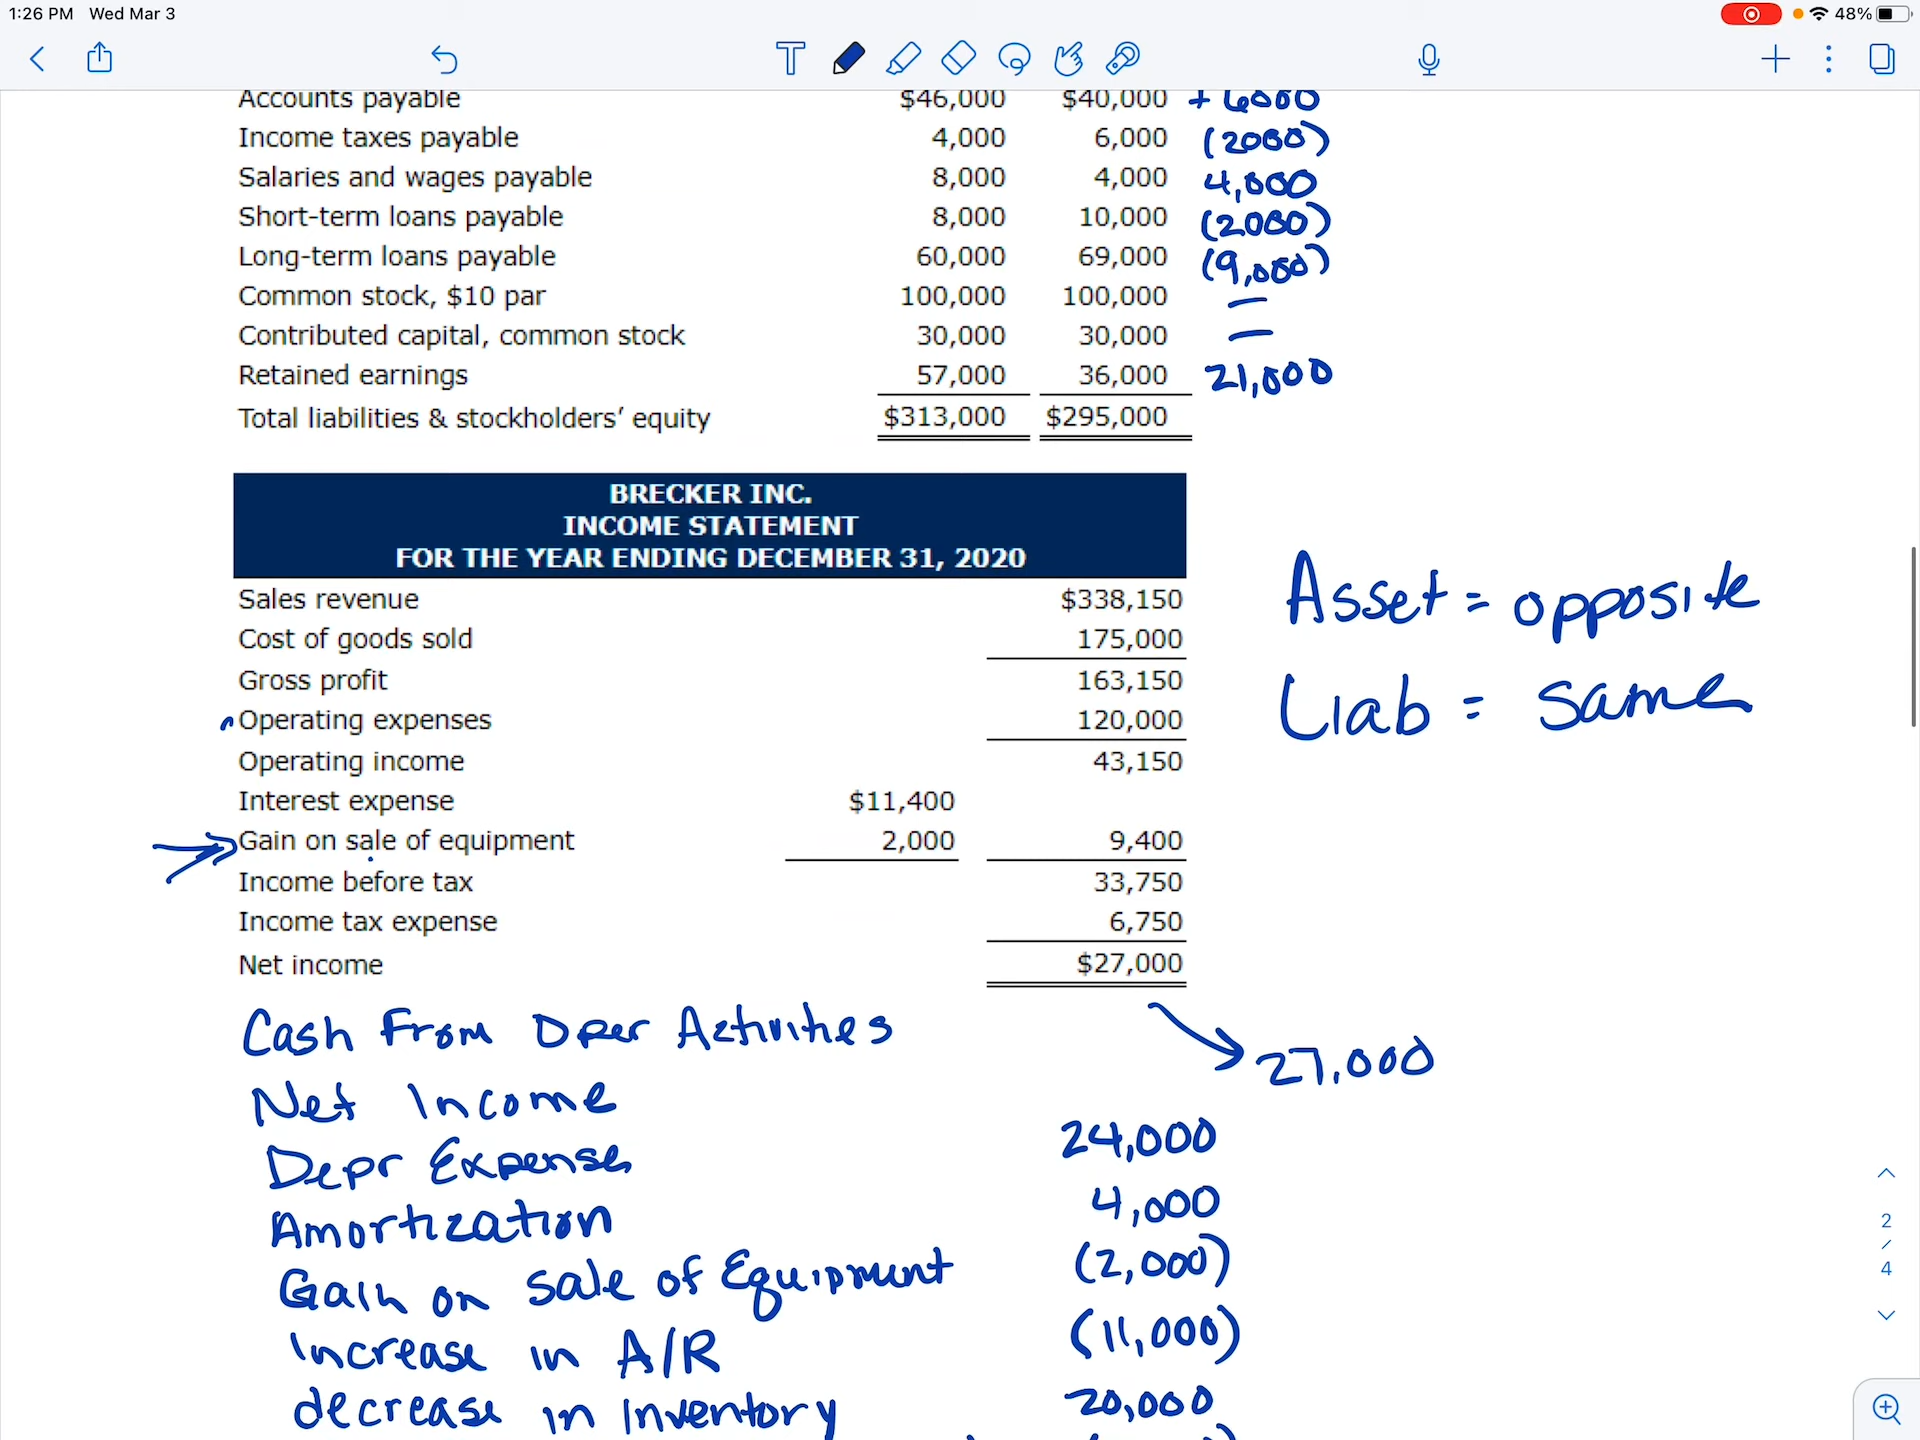 1:26 PM Wed Mar 3 48%
Accounts payable $46,000 $40,000 + 6000
Income taxes payable 4,000 6,000 (2000)
Salaries and wages payable 8,000 4,000 4,000
Short-term loans payable 8,000 10,000 (2000)
Long-term loans payable 60,000 69,000 (9,000)
Common stock, $10 par 100,000 100,000 —
Contributed capital, common stock 30,000 30,000 —
Retained earnings 57,000 36,000 21,000
Total liabilities & stockholders' equity $313,000 $295,000
BRECKER INC.
INCOME STATEMENT
FOR THE YEAR ENDING DECEMBER 31, 2020
Sales revenue $338,150
Cost of goods sold 175,000
Gross profit 163,150
Operating expenses 120,000
Operating income 43,150
Interest expense $11,400
Gain on sale of equipment 2,000 9,400
Income before tax 33,750
Income tax expense 6,750
Net income $27,000
Asset = opposite
Liab = same
Cash From Oper Activities
Net Income 27,000
Depr Expense 24,000
Amortization 4,000
Gain on sale of Equipment (2,000)
Increase in A/R (11,000)
decrease in Inventory 20,000
2 / 4